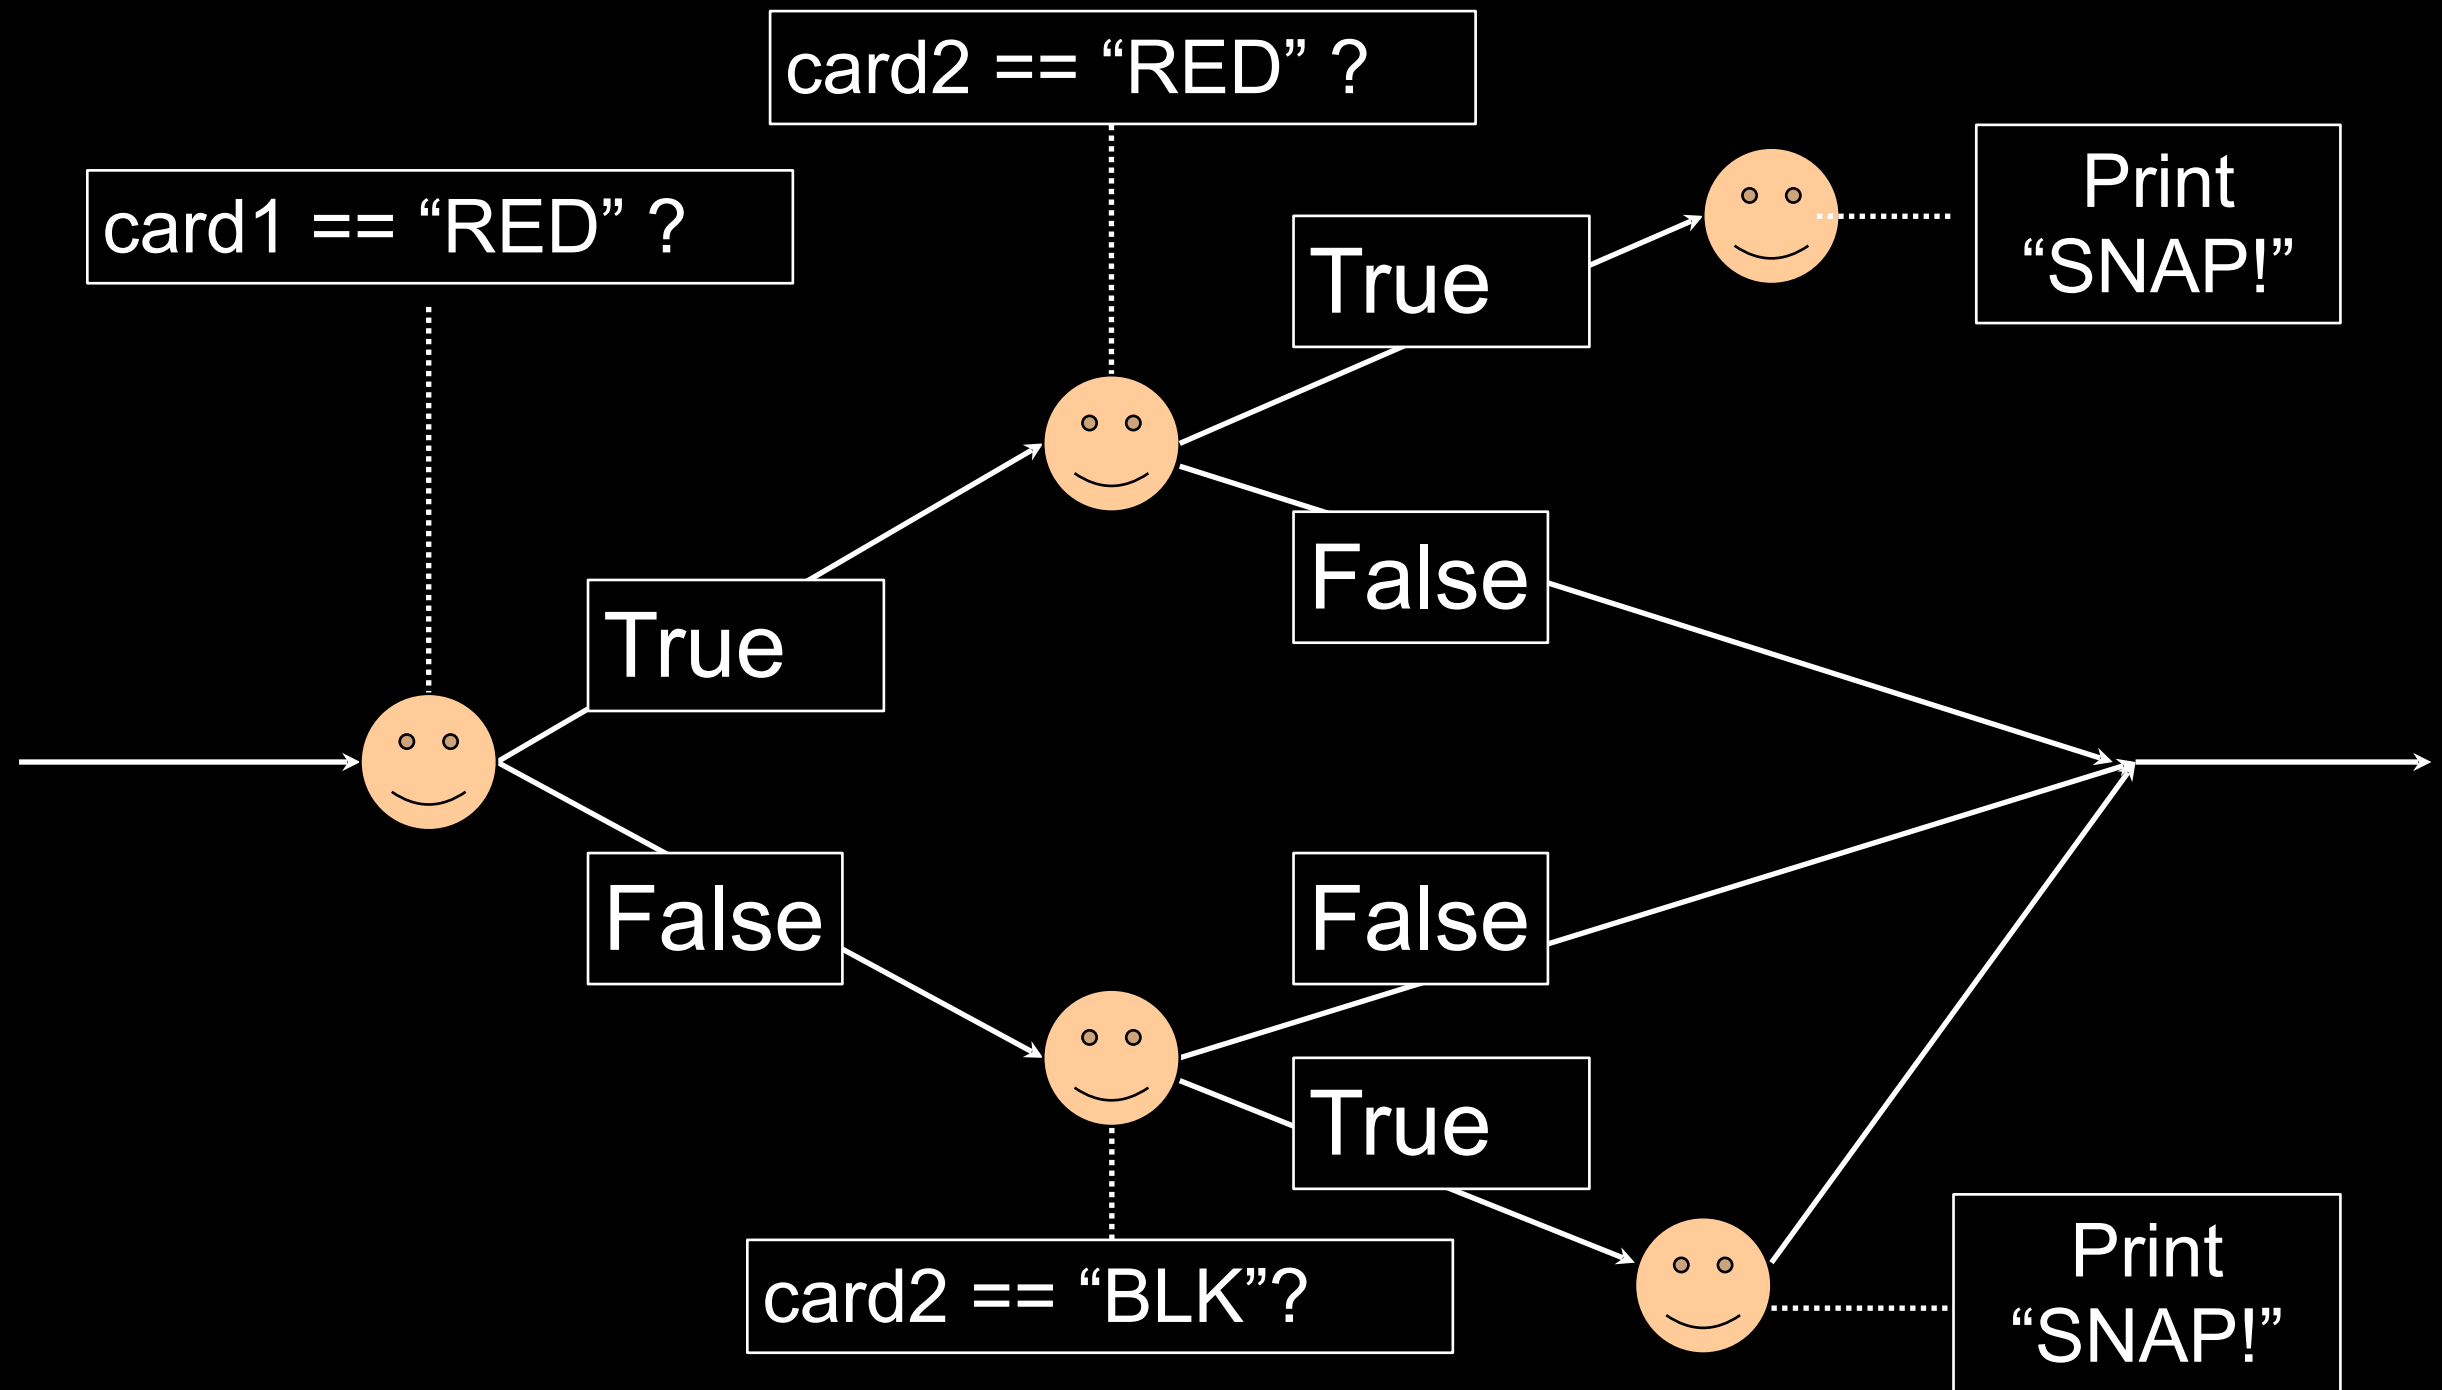 card2 == “RED” ?
card1 == “RED” ?
Print
“SNAP!”
True
False
True
False
False
True
card2 == “BLK”?
Print
“SNAP!”